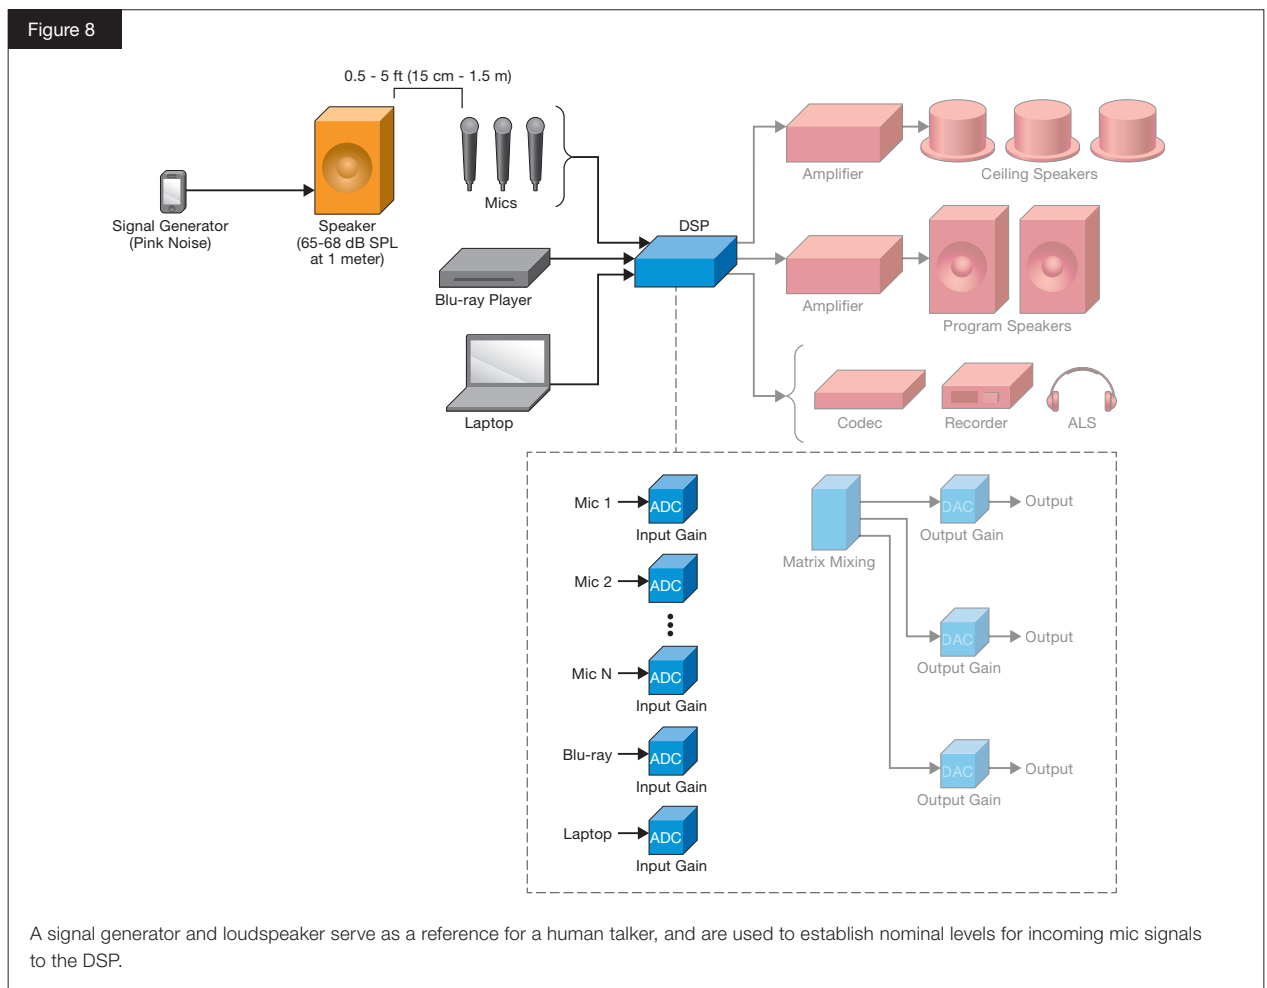 Figure 8
0.5 - 5 ft (15 cm - 1.5 m)
Signal Generator
(Pink Noise)
Speaker
(65-68 dB SPL
at 1 meter)
Mics
Blu-ray Player
Laptop
DSP
Amplifier
Ceiling Speakers
Amplifier
Program Speakers
Codec
Recorder
ALS
Mic 1
ADC
Input Gain
Mic 2
ADC
Mic N
ADC
Input Gain
Blu-ray
ADC
Input Gain
Laptop
ADC
Input Gain
Matrix Mixing
DAC
Output Gain
Output
DAC
Output Gain
Output
DAC
Output Gain
Output
A signal generator and loudspeaker serve as a reference for a human talker, and are used to establish nominal levels for incoming mic signals
to the DSP.